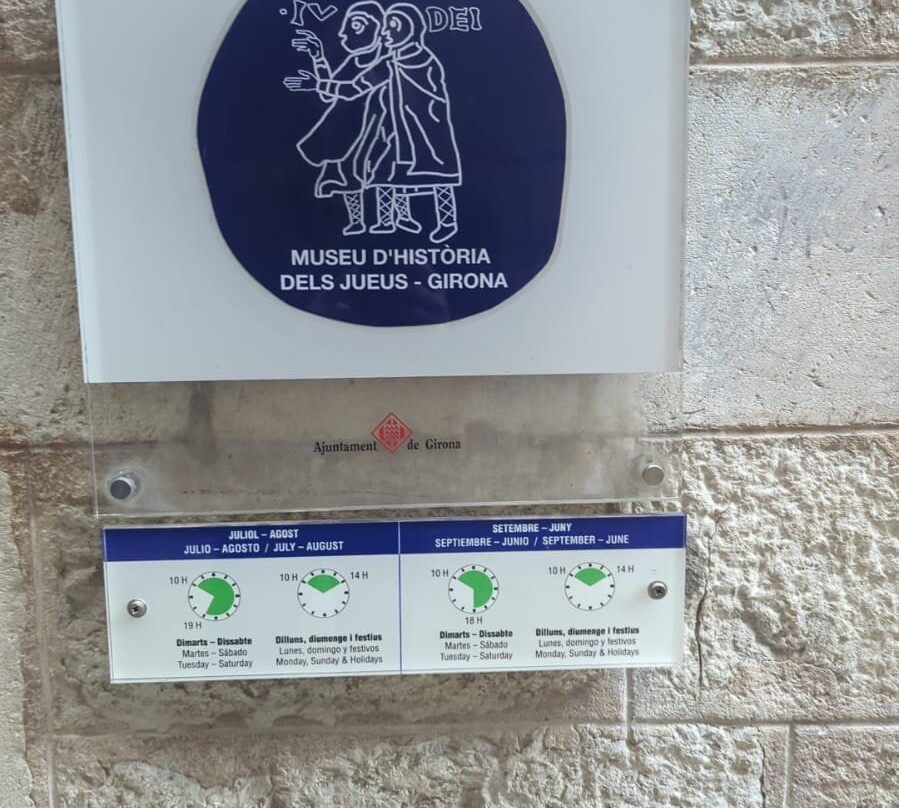 ·IV DEI
MUSEU D'HISTÒRIA
DELS JUEUS - GIRONA
Ajuntament de Girona
JULIOL – AGOST
JULIO – AGOSTO / JULY – AUGUST
10 H
19 H
Dimarts – Dissabte
Martes – Sábado
Tuesday – Saturday
10 H 14 H
Dilluns, diumenge i festius
Lunes, domingo y festivos
Monday, Sunday & Holidays
SETEMBRE – JUNY
SEPTIEMBRE – JUNIO / SEPTEMBER – JUNE
10 H
18 H
Dimarts – Dissabte
Martes – Sábado
Tuesday – Saturday
10 H 14 H
Dilluns, diumenge i festius
Lunes, domingo y festivos
Monday, Sunday & Holidays